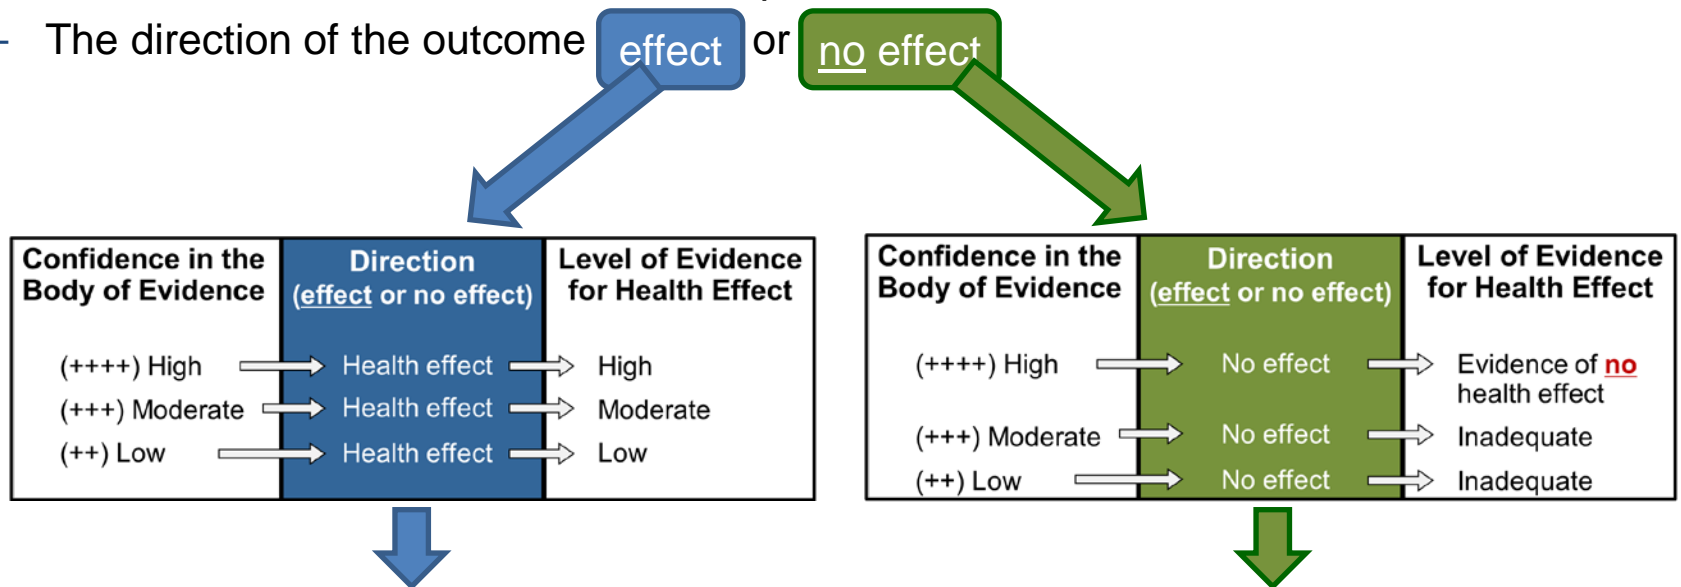 - The direction of the outcome effect or no effect
Confidence in the Body of Evidence
Direction (effect or no effect)
Level of Evidence for Health Effect
(++++) High Health effect High
(+++) Moderate Health effect Moderate
(++) Low Health effect Low
Confidence in the Body of Evidence
Direction (effect or no effect)
Level of Evidence for Health Effect
(++++) High No effect Evidence of no health effect
(+++) Moderate No effect Inadequate
(++) Low No effect Inadequate